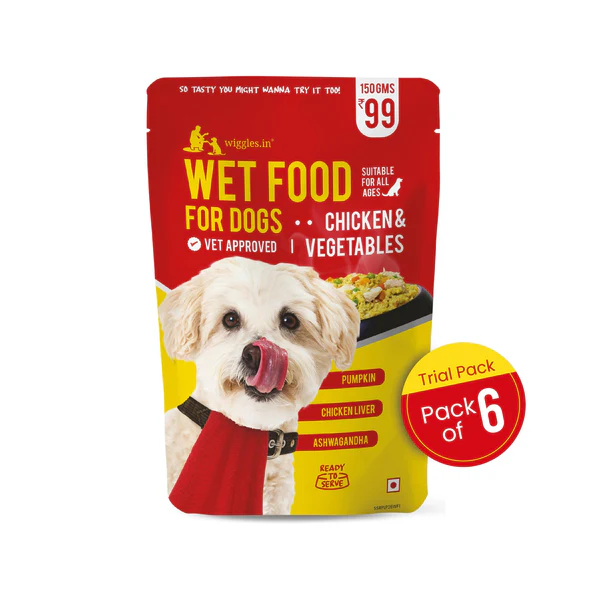 SO TASTY YOU MIGHT WANNA TRY IT TOO!
150GMS
₹99
wiggles.in®
WET FOOD
FOR DOGS
SUITABLE
FOR ALL
AGES
CHICKEN &
VEGETABLES
VET APPROVED
PUMPKIN
CHICKEN LIVER
ASHWAGANDHA
READY
TO
SERVE
Trial Pack
Pack
of 6